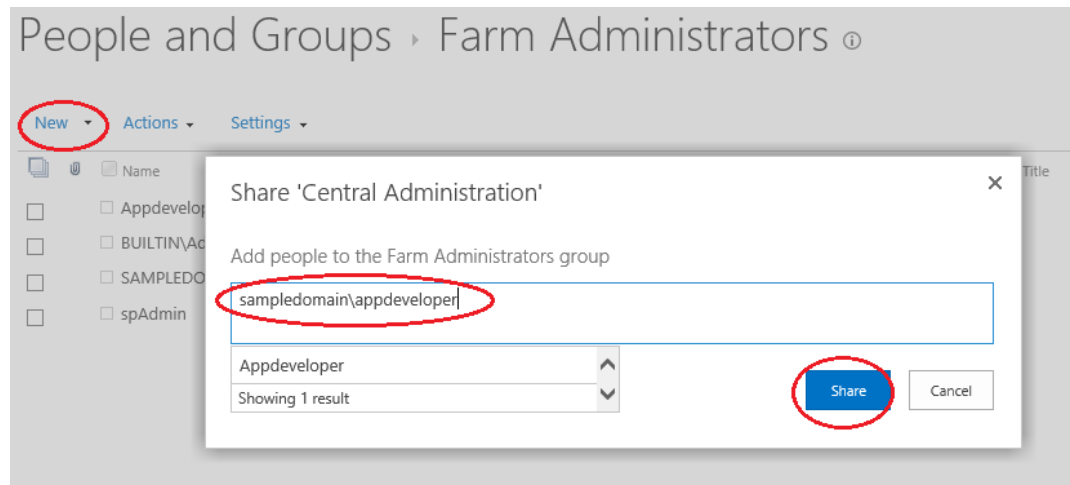 People and Groups › Farm Administrators
New Actions Settings
Name Title
Appdevelop
BUILTIN\Ad
SAMPLEDO
spAdmin
Share 'Central Administration'
Add people to the Farm Administrators group
sampledomain\appdeveloper
Appdeveloper
Showing 1 result
Share Cancel